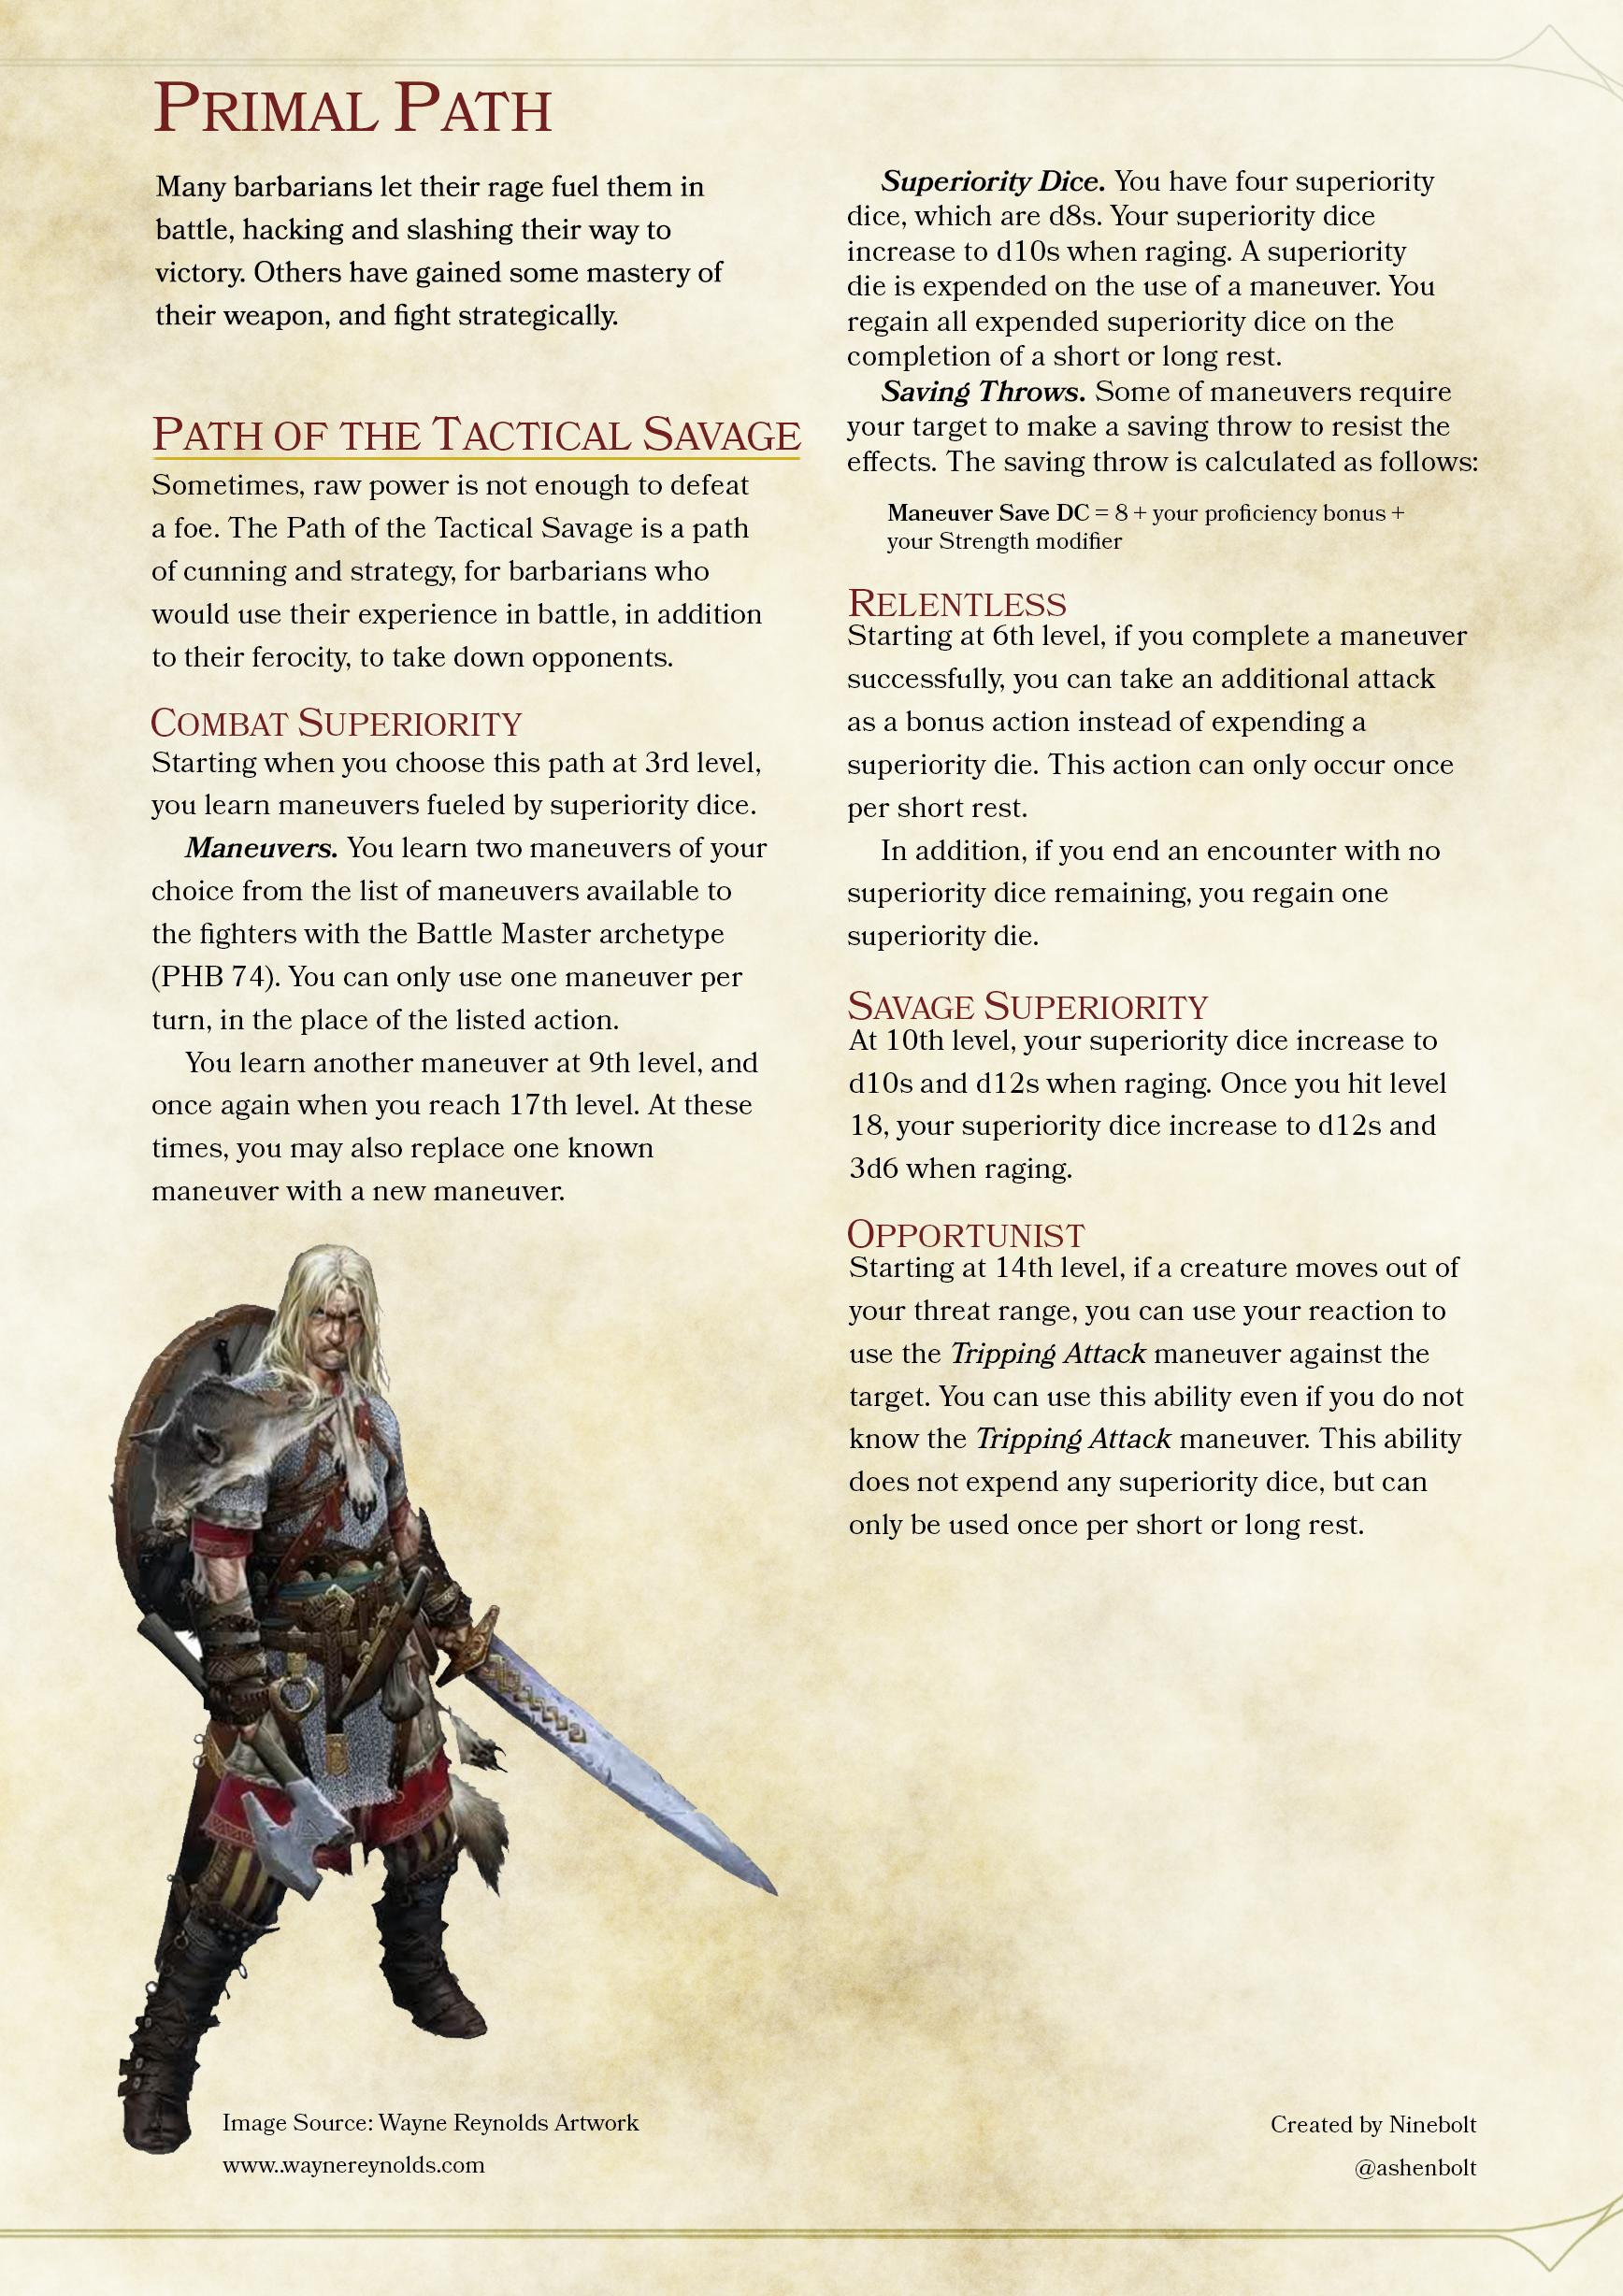 Primal Path
Many barbarians let their rage fuel them in
battle, hacking and slashing their way to
victory. Others have gained some mastery of
their weapon, and fight strategically.
Path of the Tactical Savage
Sometimes, raw power is not enough to defeat
a foe. The Path of the Tactical Savage is a path
of cunning and strategy, for barbarians who
would use their experience in battle, in addition
to their ferocity, to take down opponents.
Combat Superiority
Starting when you choose this path at 3rd level,
you learn maneuvers fueled by superiority dice.
Maneuvers. You learn two maneuvers of your
choice from the list of maneuvers available to
the fighters with the Battle Master archetype
(PHB 74). You can only use one maneuver per
turn, in the place of the listed action.
You learn another maneuver at 9th level, and
once again when you reach 17th level. At these
times, you may also replace one known
maneuver with a new maneuver.
Superiority Dice. You have four superiority
dice, which are d8s. Your superiority dice
increase to d10s when raging. A superiority
die is expended on the use of a maneuver. You
regain all expended superiority dice on the
completion of a short or long rest.
Saving Throws. Some of maneuvers require
your target to make a saving throw to resist the
effects. The saving throw is calculated as follows:
Maneuver Save DC = 8 + your proficiency bonus +
your Strength modifier
Relentless
Starting at 6th level, if you complete a maneuver
successfully, you can take an additional attack
as a bonus action instead of expending a
superiority die. This action can only occur once
per short rest.
In addition, if you end an encounter with no
superiority dice remaining, you regain one
superiority die.
Savage Superiority
At 10th level, your superiority dice increase to
d10s and d12s when raging. Once you hit level
18, your superiority dice increase to d12s and
3d6 when raging.
Opportunist
Starting at 14th level, if a creature moves out of
your threat range, you can use your reaction to
use the Tripping Attack maneuver against the
target. You can use this ability even if you do not
know the Tripping Attack maneuver. This ability
does not expend any superiority dice, but can
only be used once per short or long rest.
Image Source: Wayne Reynolds Artwork
www..waynereynolds.com
Created by Ninebolt
@ashenbolt